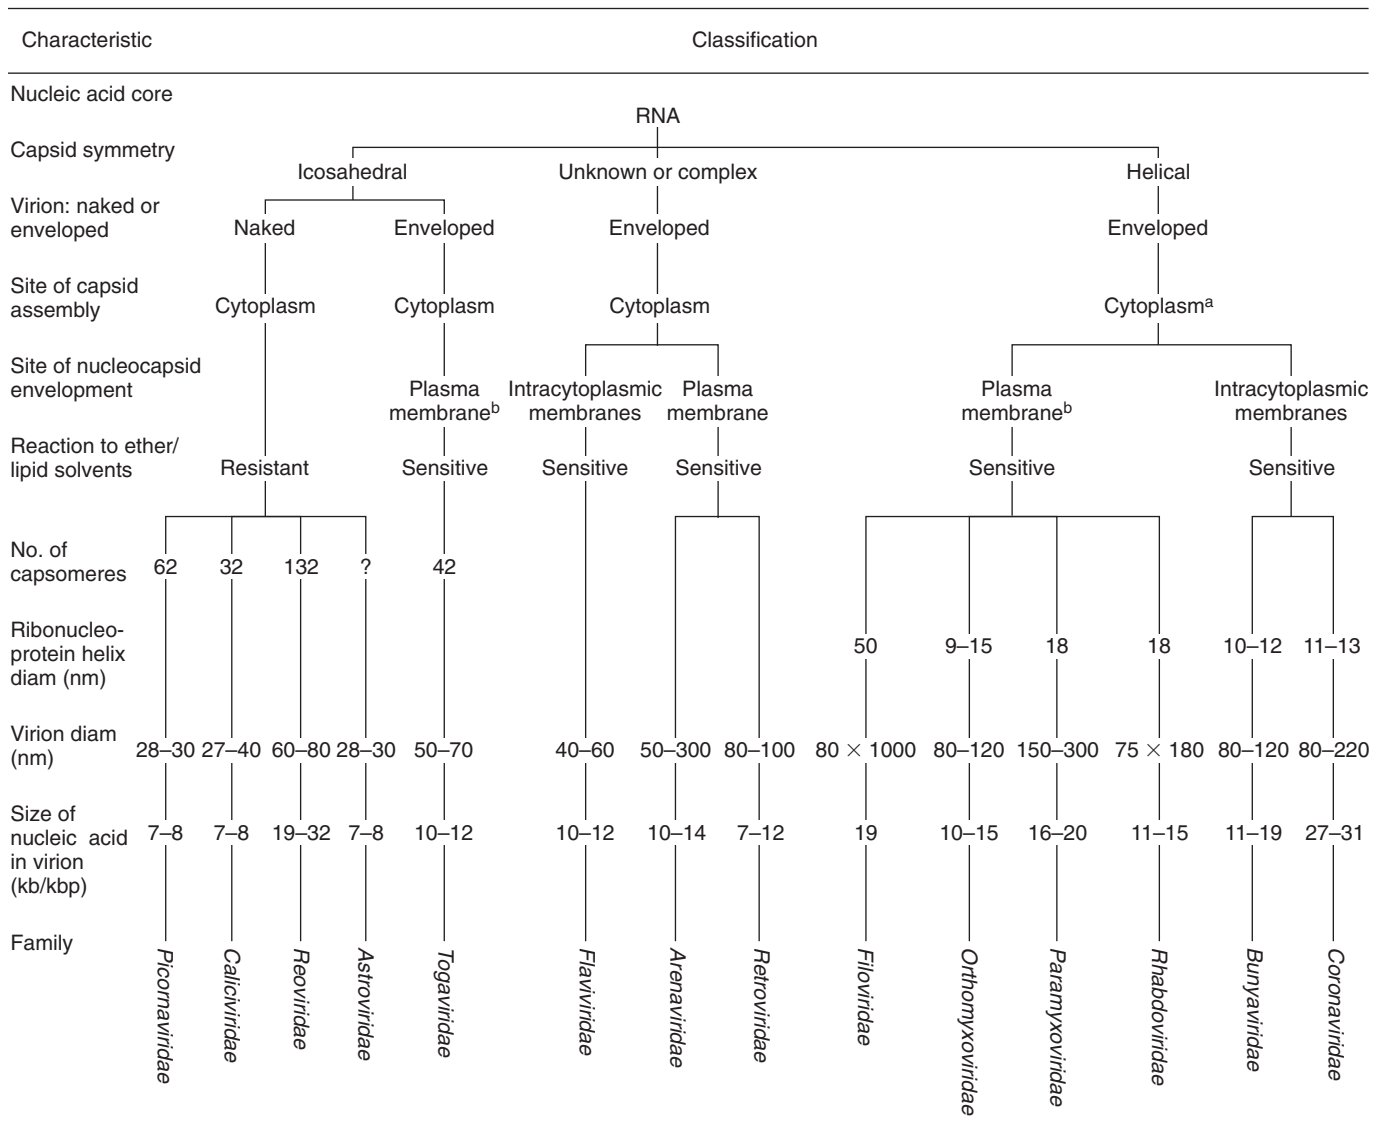 Characteristic Classification
Nucleic acid core
RNA
Capsid symmetry
Icosahedral Unknown or complex Helical
Virion: naked or
enveloped
Naked Enveloped Enveloped Enveloped
Site of capsid
assembly
Cytoplasm Cytoplasm Cytoplasm Cytoplasmᵃ
Site of nucleocapsid
envelopment
Plasma Intracytoplasmic Plasma Plasma Intracytoplasmic
membraneᵇ membranes membrane membraneᵇ membranes
Reaction to ether/
lipid solvents
Resistant Sensitive Sensitive Sensitive Sensitive Sensitive
No. of
capsomeres
62 32 132 ? 42
Ribonucleo-
protein helix
diam (nm)
50 9–15 18 18 10–12 11–13
Virion diam
(nm)
28–30 27–40 60–80 28–30 50–70 40–60 50–300 80–100 80 × 1000 80–120 150–300 75 × 180 80–120 80–220
Size of
nucleic acid
in virion
(kb/kbp)
7–8 7–8 19–32 7–8 10–12 10–12 10–14 7–12 19 10–15 16–20 11–15 11–19 27–31
Family
Picornaviridae
Caliciviridae
Reoviridae
Astroviridae
Togaviridae
Flaviviridae
Arenaviridae
Retroviridae
Filoviridae
Orthomyxoviridae
Paramyxoviridae
Rhabdoviridae
Bunyaviridae
Coronaviridae